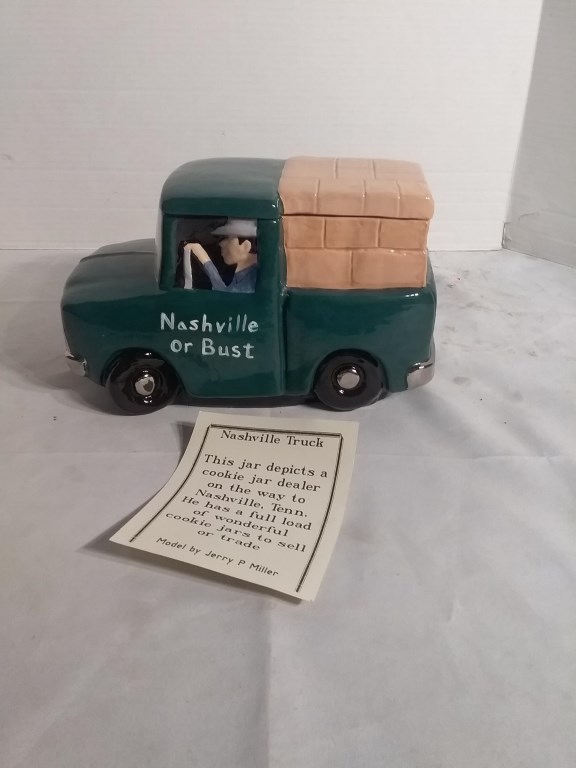 Nashville
or Bust
Nashville Truck
This jar depicts a
cookie jar dealer
on the way to
Nashville, Tenn.
He has a full load
of wonderful
cookie jars to sell
or trade
Model by Jerry P Miller